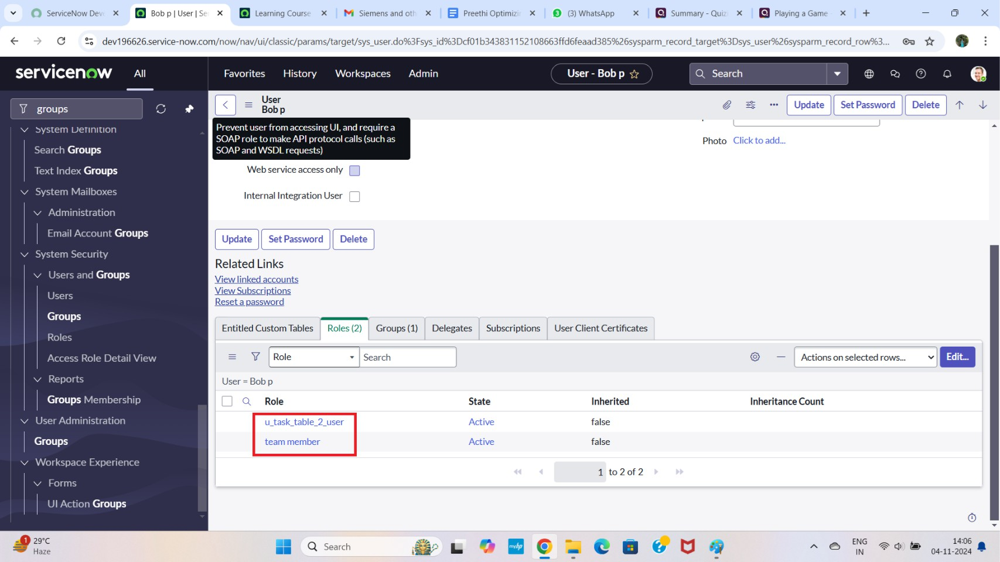 ServiceNow Dev
Bob p | User | Se
Learning Course
Siemens and oth
Preethi Optimizin
(3) WhatsApp
Summary - Quizi
Playing a Game -
dev196626.service-now.com/now/nav/ui/classic/params/target/sys_user.do%3Fsys_id%3Dcf01b343831152108663ffd6feaad385%26sysparm_record_target%3Dsys_user%26sysparm_record_row%3...
servicenow
All
Favorites
History
Workspaces
Admin
User - Bob p
Search
groups
System Definition
Search Groups
Text Index Groups
System Mailboxes
Administration
Email Account Groups
System Security
Users and Groups
Users
Groups
Roles
Access Role Detail View
Reports
Groups Membership
User Administration
Groups
Workspace Experience
Forms
UI Action Groups
User
Bob p
Update
Set Password
Delete
Prevent user from accessing UI, and require a
SOAP role to make API protocol calls (such as
SOAP and WSDL requests)
Photo
Click to add...
Web service access only
Internal Integration User
Update
Set Password
Delete
Related Links
View linked accounts
View Subscriptions
Reset a password
Entitled Custom Tables
Roles (2)
Groups (1)
Delegates
Subscriptions
User Client Certificates
Role
Search
Actions on selected rows...
Edit...
User = Bob p
Role State Inherited Inheritance Count
u_task_table_2_user Active false
team member Active false
1 to 2 of 2
1
29°C
Haze
Search
myhp
ENG
IN
14:06
04-11-2024